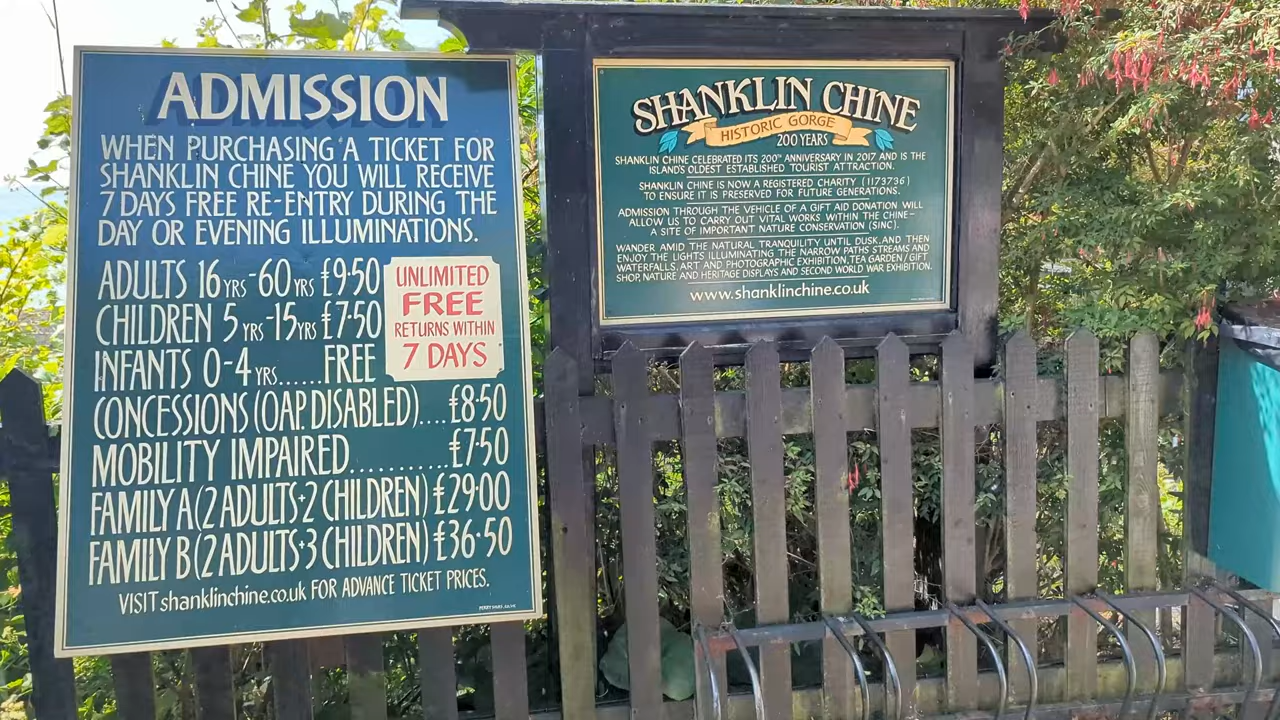 ADMISSION
WHEN PURCHASING A TICKET FOR
SHANKLIN CHINE YOU WILL RECEIVE
7 DAYS FREE RE-ENTRY DURING THE
DAY OR EVENING ILLUMINATIONS.
ADULTS 16YRS-60YRS £9·50
CHILDREN 5YRS-15YRS £7·50
INFANTS 0-4YRS......FREE
UNLIMITED
FREE
RETURNS WITHIN
7 DAYS
CONCESSIONS (OAP. DISABLED)....£8·50
MOBILITY IMPAIRED..........£7·50
FAMILY A (2 ADULTS+2 CHILDREN) £29·00
FAMILY B (2 ADULTS+3 CHILDREN) £36·50
VISIT shanklinchine.co.uk FOR ADVANCE TICKET PRICES.
SHANKLIN CHINE
HISTORIC GORGE
200 YEARS
SHANKLIN CHINE CELEBRATED ITS 200TH ANNIVERSARY IN 2017 AND IS THE
ISLAND'S OLDEST ESTABLISHED TOURIST ATTRACTION.
SHANKLIN CHINE IS NOW A REGISTERED CHARITY (1173736)
TO ENSURE IT IS PRESERVED FOR FUTURE GENERATIONS.
ADMISSION THROUGH THE VEHICLE OF A GIFT AID DONATION WILL
ALLOW US TO CARRY OUT VITAL WORKS WITHIN THE CHINE-
A SITE OF IMPORTANT NATURE CONSERVATION (SINC).
WANDER AMID THE NATURAL TRANQUILITY UNTIL DUSK, AND THEN
ENJOY THE LIGHTS ILLUMINATING THE NARROW PATHS STREAMS AND
WATERFALLS, ART AND PHOTOGRAPHIC EXHIBITION, TEA GARDEN/GIFT
SHOP, NATURE AND HERITAGE DISPLAYS AND SECOND WORLD WAR EXHIBITION.
www.shanklinchine.co.uk